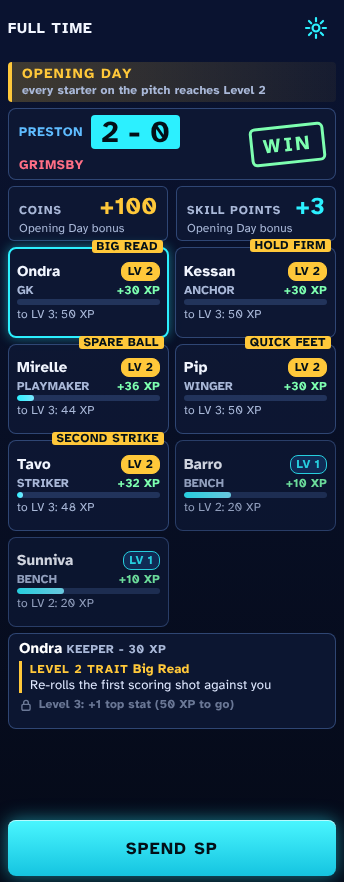 FULL TIME
OPENING DAY
every starter on the pitch reaches Level 2
PRESTON 2 - 0
GRIMSBY
WIN
COINS +100
Opening Day bonus
SKILL POINTS +3
Opening Day bonus
BIG READ
Ondra LV 2
GK +30 XP
to LV 3: 50 XP
HOLD FIRM
Kessan LV 2
ANCHOR +30 XP
to LV 3: 50 XP
SPARE BALL
Mirelle LV 2
PLAYMAKER +36 XP
to LV 3: 44 XP
QUICK FEET
Pip LV 2
WINGER +30 XP
to LV 3: 50 XP
SECOND STRIKE
Tavo LV 2
STRIKER +32 XP
to LV 3: 48 XP
Barro LV 1
BENCH +10 XP
to LV 2: 20 XP
Sunniva LV 1
BENCH +10 XP
to LV 2: 20 XP
Ondra KEEPER - 30 XP
LEVEL 2 TRAIT Big Read
Re-rolls the first scoring shot against you
Level 3: +1 top stat (50 XP to go)
SPEND SP